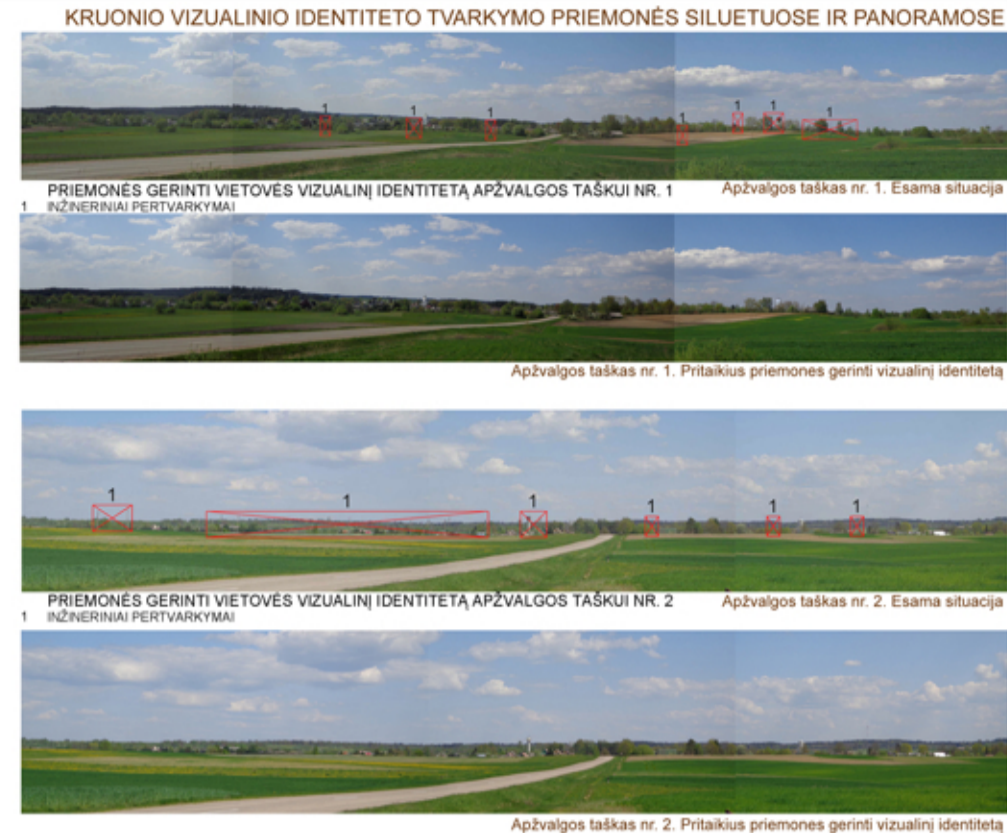 KRUONIO VIZUALINIO IDENTITETO TVARKYMO PRIEMONĖS SILUETUOSE IR PANORAMOSE
1 1 1 1 1 1 1
PRIEMONĖS GERINTI VIETOVĖS VIZUALINĮ IDENTITETĄ APŽVALGOS TAŠKUI NR. 1
Apžvalgos taškas nr. 1. Esama situacija
1 INŽINERINIAI PERTVARKYMAI
Apžvalgos taškas nr. 1. Pritaikius priemones gerinti vizualinį identitetą
1 1 1 1 1 1
PRIEMONĖS GERINTI VIETOVĖS VIZUALINĮ IDENTITETĄ APŽVALGOS TAŠKUI NR. 2
Apžvalgos taškas nr. 2. Esama situacija
1 INŽINERINIAI PERTVARKYMAI
Apžvalgos taškas nr. 2. Pritaikius priemones gerinti vizualinį identitetą